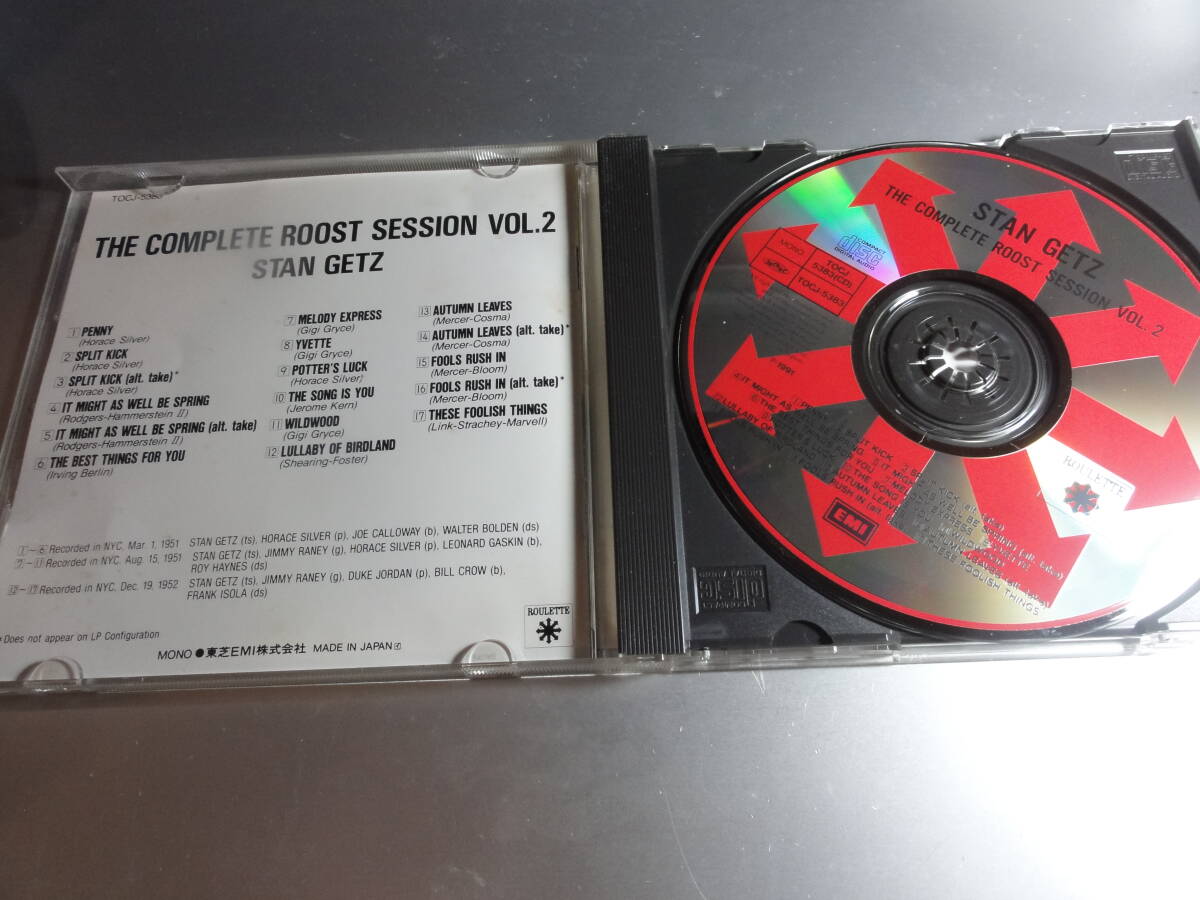 TOCJ-5383
THE COMPLETE ROOST SESSION VOL.2
STAN GETZ
1 PENNY
(Horace Silver)
2 SPLIT KICK
(Horace Silver)
3 SPLIT KICK (alt. take)*
(Horace Silver)
4 IT MIGHT AS WELL BE SPRING
(Rodgers-Hammerstein II)
5 IT MIGHT AS WELL BE SPRING (alt. take)
(Rodgers-Hammerstein II)
6 THE BEST THINGS FOR YOU
(Irving Berlin)
7 MELODY EXPRESS
(Gigi Gryce)
8 YVETTE
(Gigi Gryce)
9 POTTER'S LUCK
(Horace Silver)
10 THE SONG IS YOU
(Jerome Kern)
11 WILDWOOD
(Gigi Gryce)
12 LULLABY OF BIRDLAND
(Shearing-Foster)
13 AUTUMN LEAVES
(Mercer-Cosma)
14 AUTUMN LEAVES (alt. take)*
(Mercer-Cosma)
15 FOOLS RUSH IN
(Mercer-Bloom)
16 FOOLS RUSH IN (alt. take)*
(Mercer-Bloom)
17 THESE FOOLISH THINGS
(Link-Strachey-Marvell)
1-6 Recorded in NYC, Mar. 1, 1951 STAN GETZ (ts), HORACE SILVER (p), JOE CALLOWAY (b), WALTER BOLDEN (ds)
7-11 Recorded in NYC, Aug. 15, 1951 STAN GETZ (ts), JIMMY RANEY (g), HORACE SILVER (p), LEONARD GASKIN (b),
ROY HAYNES (ds)
12-17 Recorded in NYC, Dec. 19, 1952 STAN GETZ (ts), JIMMY RANEY (g), DUKE JORDAN (p), BILL CROW (b),
FRANK ISOLA (ds)
*Does not appear on LP Configuration
MONO ● 東芝EMI株式会社 MADE IN JAPAN
ROULETTE
STAN GETZ
THE COMPLETE ROOST SESSION VOL. 2
COMPACT
disc
DIGITAL AUDIO
MONO
TOCJ
5383(CD)
TOCJ-5383
1991
EMI
ROULETTE
THESE FOOLISH THINGS